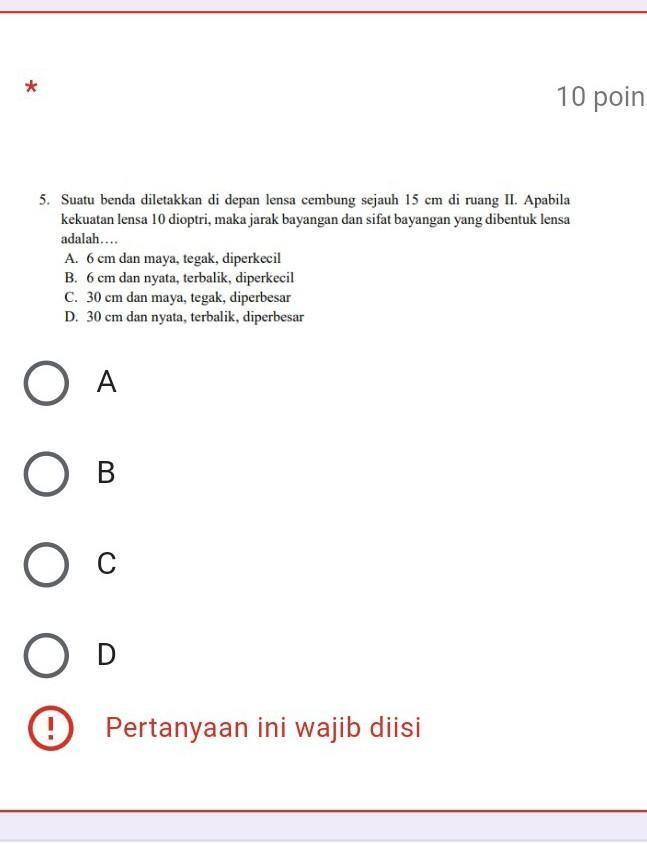 *
10 poin
5. Suatu benda diletakkan di depan lensa cembung sejauh 15 cm di ruang II. Apabila
kekuatan lensa 10 dioptri, maka jarak bayangan dan sifat bayangan yang dibentuk lensa
adalah….
A. 6 cm dan maya, tegak, diperkecil
B. 6 cm dan nyata, terbalik, diperkecil
C. 30 cm dan maya, tegak, diperbesar
D. 30 cm dan nyata, terbalik, diperbesar
A
B
C
D
! Pertanyaan ini wajib diisi